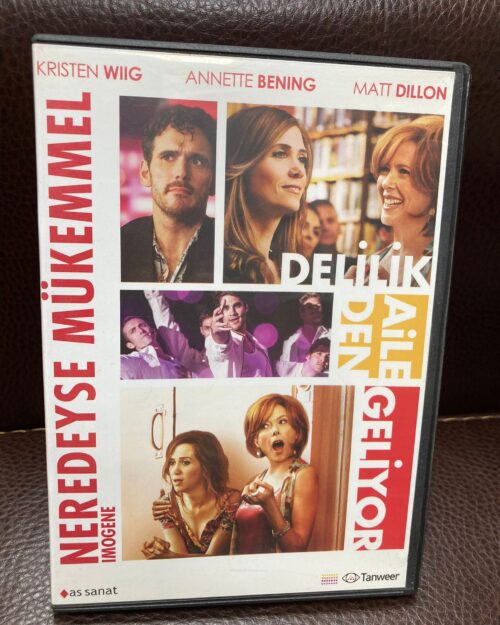 KRISTEN WIIG
ANNETTE BENING
MATT DILLON
NEREDEYSE MÜKEMMEL
IMOGENE
DELİLİK
AİLE
DEN
GELİYOR
as sanat
Tanweer